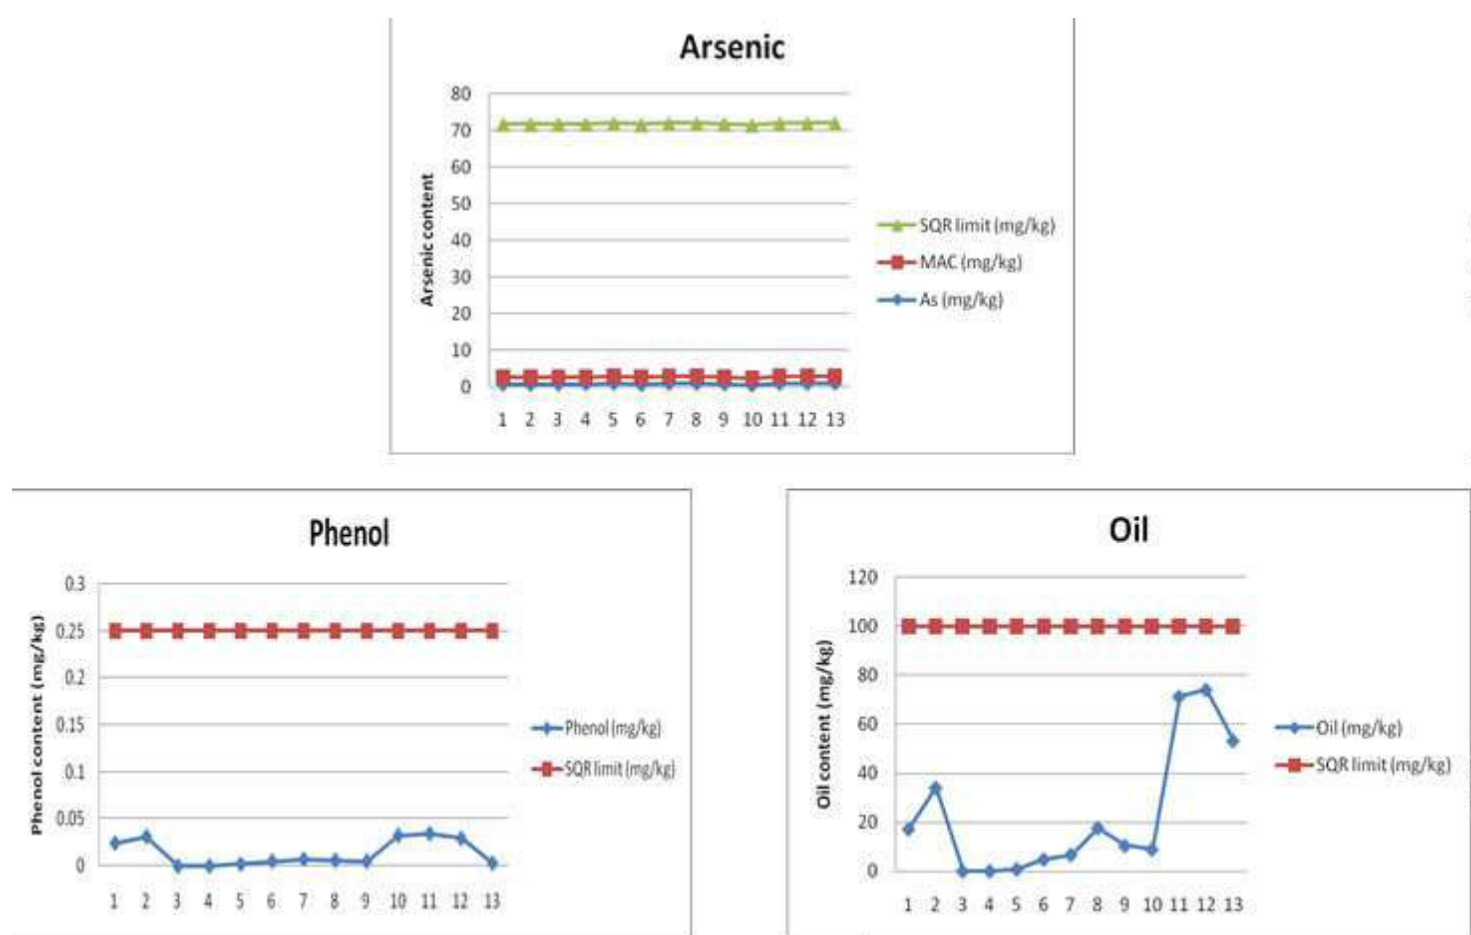 Arsenic
80
70
60
50
40
30
20
10
0
Arsenic content
1 2 3 4 5 6 7 8 9 10 11 12 13
SQR limit (mg/kg)
MAC (mg/kg)
As (mg/kg)
Phenol
0.3
0.25
0.2
0.15
0.1
0.05
0
Phenol content (mg/kg)
1 2 3 4 5 6 7 8 9 10 11 12 13
Phenol (mg/kg)
SQR limit (mg/kg)
Oil
120
100
80
60
40
20
0
Oil content (mg/kg)
1 2 3 4 5 6 7 8 9 10 11 12 13
Oil (mg/kg)
SQR limit (mg/kg)